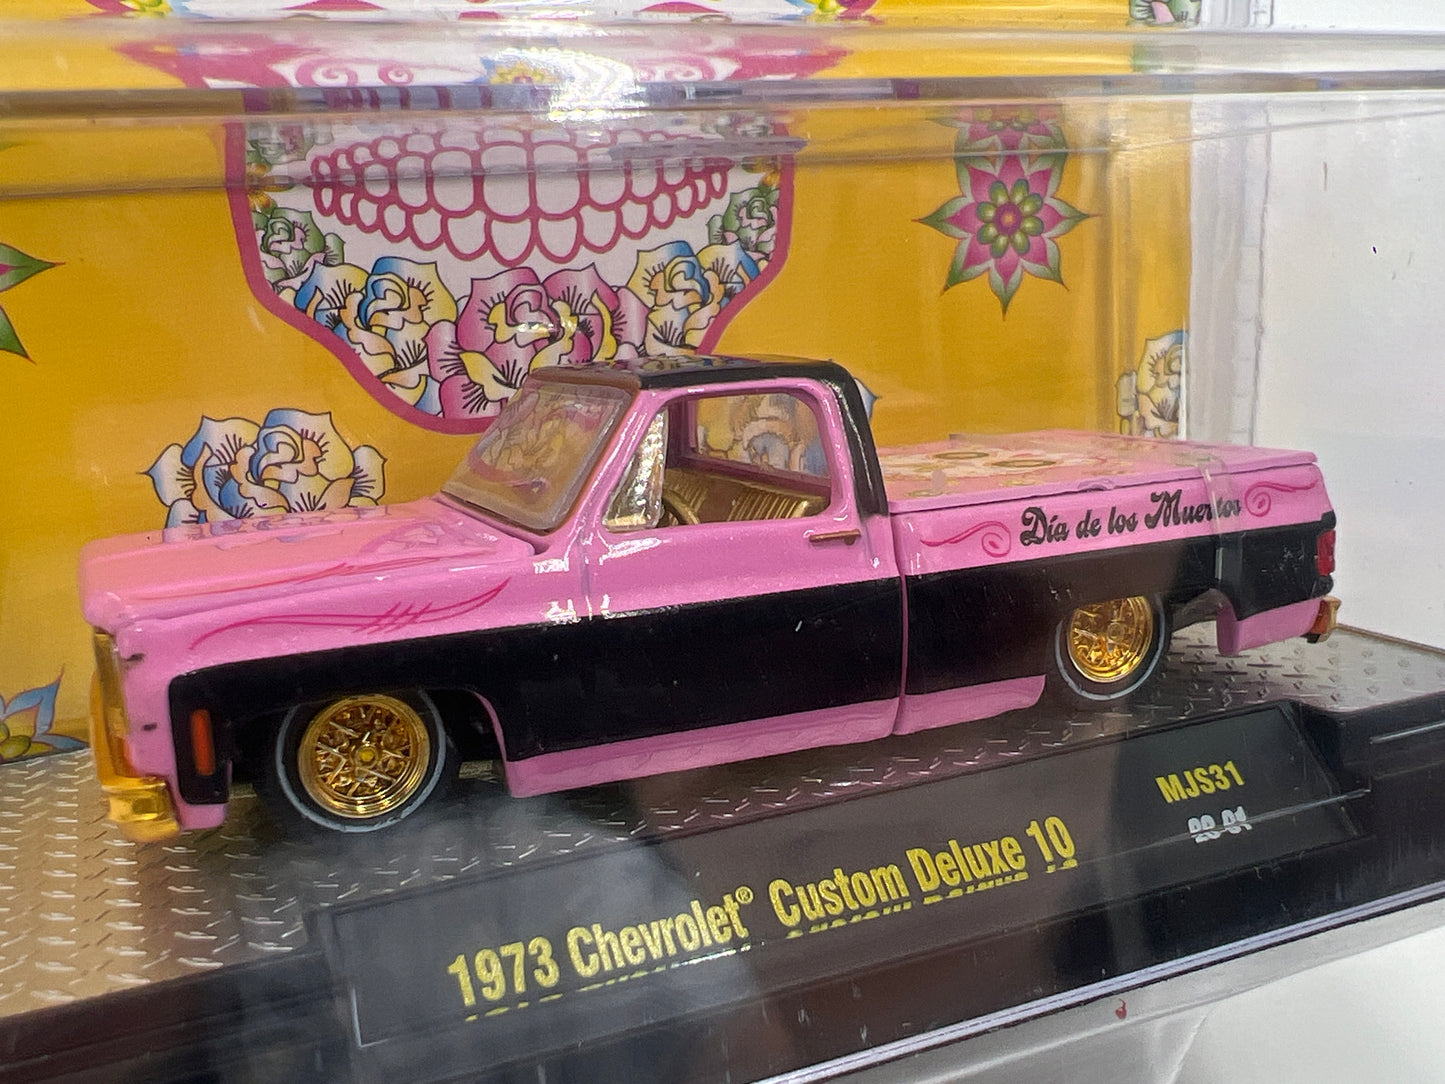 Día de los Muertos
MJS31
1973 Chevrolet® Custom Deluxe 10